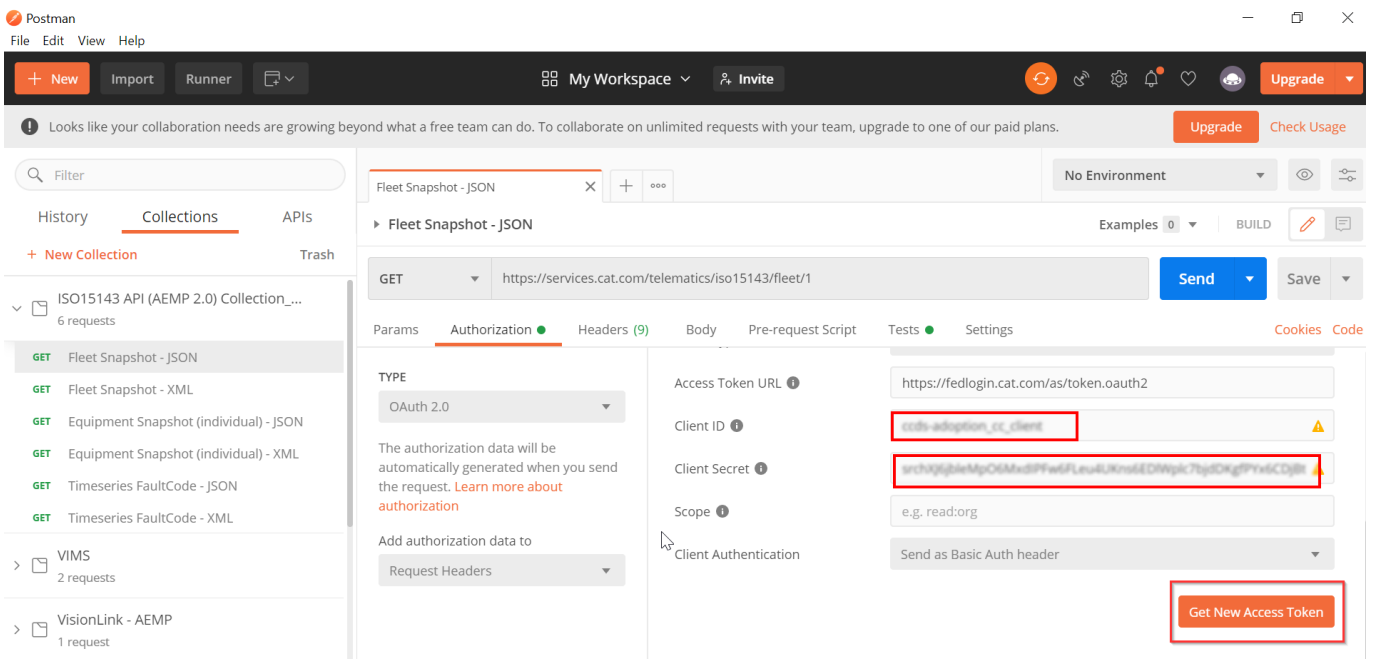 Postman
File Edit View Help
+ New Import Runner My Workspace Invite Upgrade
Looks like your collaboration needs are growing beyond what a free team can do. To collaborate on unlimited requests with your team, upgrade to one of our paid plans. Upgrade Check Usage
Filter
History Collections APIs
+ New Collection Trash
ISO15143 API (AEMP 2.0) Collection_...
6 requests
GET Fleet Snapshot - JSON
GET Fleet Snapshot - XML
GET Equipment Snapshot (individual) - JSON
GET Equipment Snapshot (individual) - XML
GET Timeseries FaultCode - JSON
GET Timeseries FaultCode - XML
VIMS
2 requests
VisionLink - AEMP
1 request
Fleet Snapshot - JSON
No Environment
Fleet Snapshot - JSON
Examples 0 BUILD
GET https://services.cat.com/telematics/iso15143/fleet/1 Send Save
Params Authorization Headers (9) Body Pre-request Script Tests Settings Cookies Code
TYPE
OAuth 2.0
The authorization data will be
automatically generated when you send
the request. Learn more about
authorization
Add authorization data to
Request Headers
Access Token URL https://fedlogin.cat.com/as/token.oauth2
Client ID
Client Secret
Scope e.g. read:org
Client Authentication Send as Basic Auth header
Get New Access Token